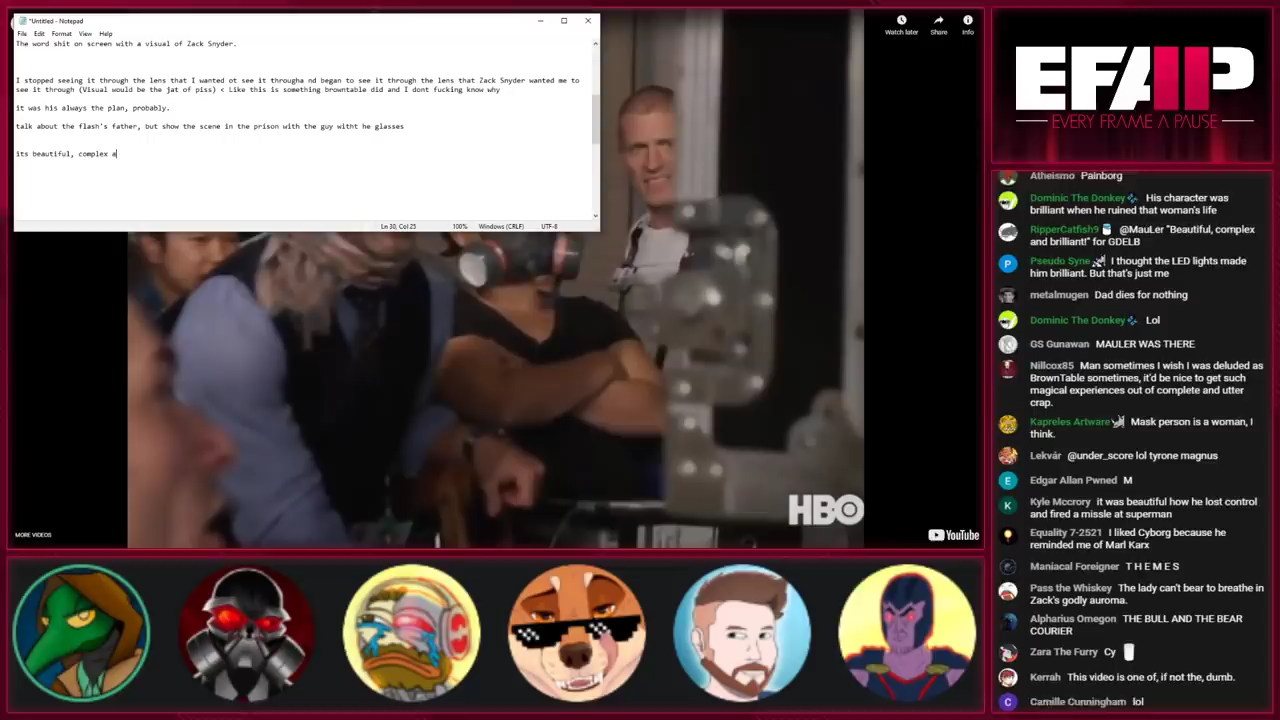 *Untitled - Notepad
File Edit Format View Help
The word shit on screen with a visual of Zack Snyder.
I stopped seeing it through the lens that I wanted ot see it througha nd began to see it through the lens that Zack Snyder wanted me to
see it through (Visual would be the jat of piss) < Like this is something browntable did and I dont fucking know why
it was his always the plan, probably.
talk about the flash's father, but show the scene in the prison with the guy witht he glasses
its beautiful, complex a
Ln 30, Col 25 100% Windows (CRLF) UTF-8
Watch later Share Info
HBO
MORE VIDEOS
YouTube
EFAP
EVERY FRAME A PAUSE
Atheismo Painborg
Dominic The Donkey His character was
brilliant when he ruined that woman's life
RipperCatfish9 @MauLer "Beautiful, complex
and brilliant!" for GDELB
Pseudo Syne I thought the LED lights made
him brilliant. But that's just me
metalmugen Dad dies for nothing
Dominic The Donkey Lol
GS Gunawan MAULER WAS THERE
Nillcox85 Man sometimes I wish I was deluded as
BrownTable sometimes, it'd be nice to get such
magical experiences out of complete and utter
crap.
Kapreles Artware Mask person is a woman, I
think.
Lekvár @under_score lol tyrone magnus
Edgar Allan Pwned M
Kyle Mccrory it was beautiful how he lost control
and fired a missle at superman
Equality 7-2521 I liked Cyborg because he
reminded me of Marl Karx
Maniacal Foreigner T H E M E S
Pass the Whiskey The lady can't bear to breathe in
Zack's godly auroma.
Alpharius Omegon THE BULL AND THE BEAR
COURIER
Zara The Furry Cy
Kerrah This video is one of, if not the, dumb.
Camille Cunningham lol